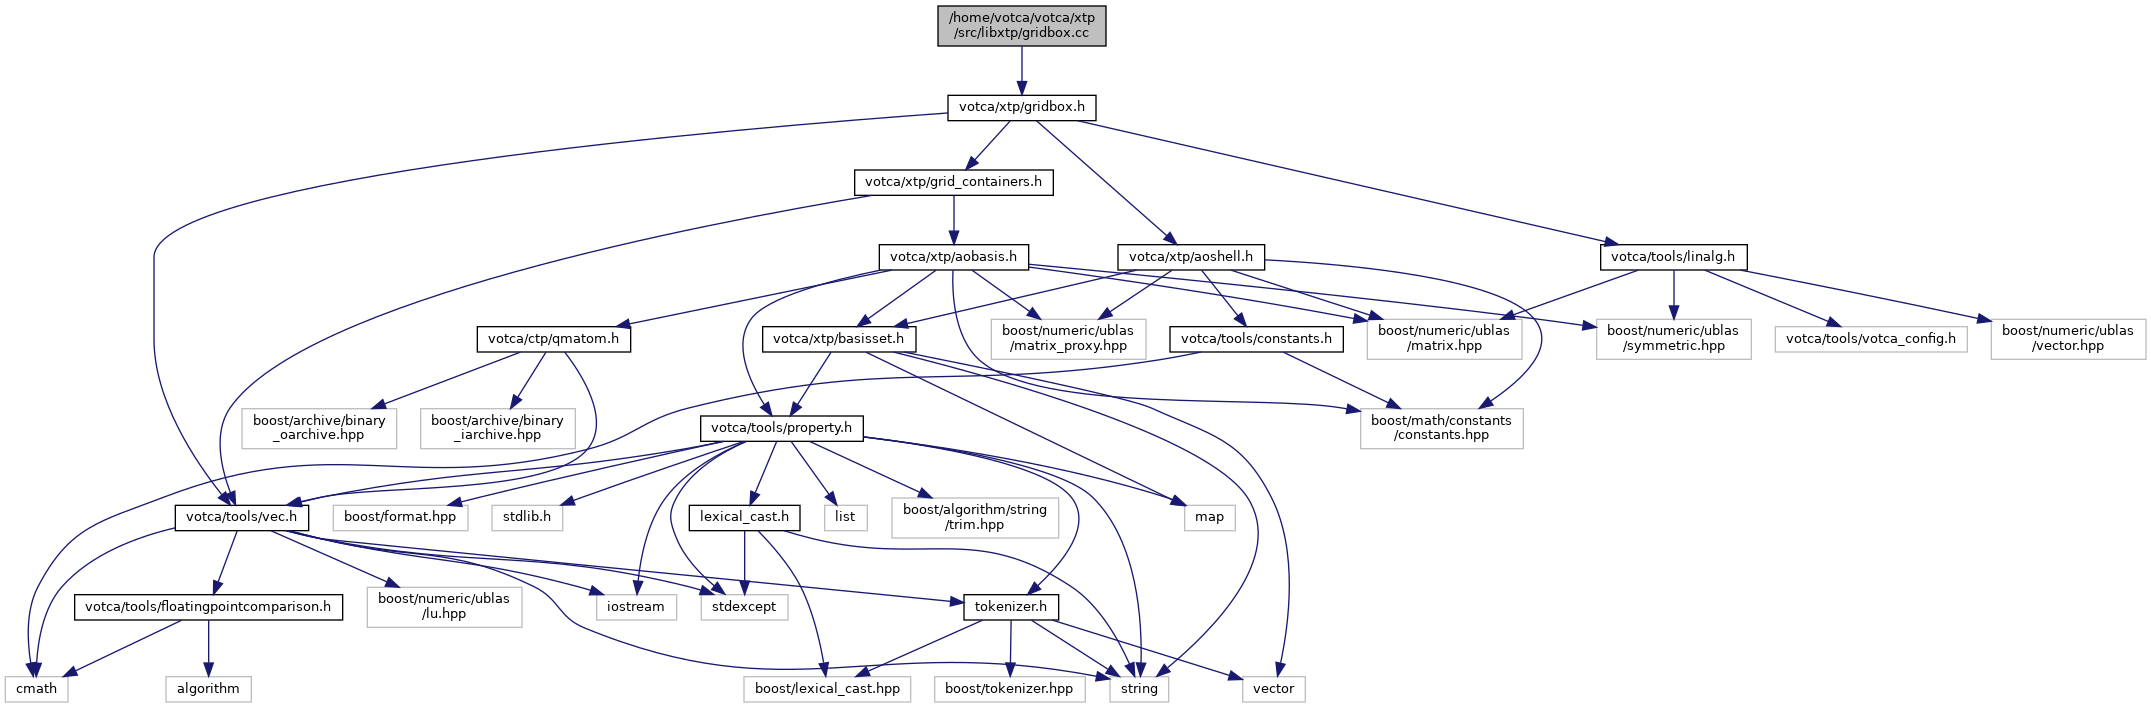 /home/votca/votca/xtp
/src/libxtp/gridbox.cc
votca/xtp/gridbox.h
votca/xtp/grid_containers.h
votca/xtp/aobasis.h
votca/xtp/aoshell.h
votca/tools/linalg.h
votca/ctp/qmatom.h
votca/xtp/basisset.h
boost/numeric/ublas
/matrix_proxy.hpp
votca/tools/constants.h
boost/numeric/ublas
/matrix.hpp
boost/numeric/ublas
/symmetric.hpp
votca/tools/votca_config.h
boost/numeric/ublas
/vector.hpp
boost/archive/binary
_oarchive.hpp
boost/archive/binary
_iarchive.hpp
votca/tools/property.h
boost/math/constants
/constants.hpp
votca/tools/vec.h
boost/format.hpp
stdlib.h
lexical_cast.h
list
boost/algorithm/string
/trim.hpp
map
votca/tools/floatingpointcomparison.h
boost/numeric/ublas
/lu.hpp
iostream
stdexcept
tokenizer.h
cmath
algorithm
boost/lexical_cast.hpp
boost/tokenizer.hpp
string
vector